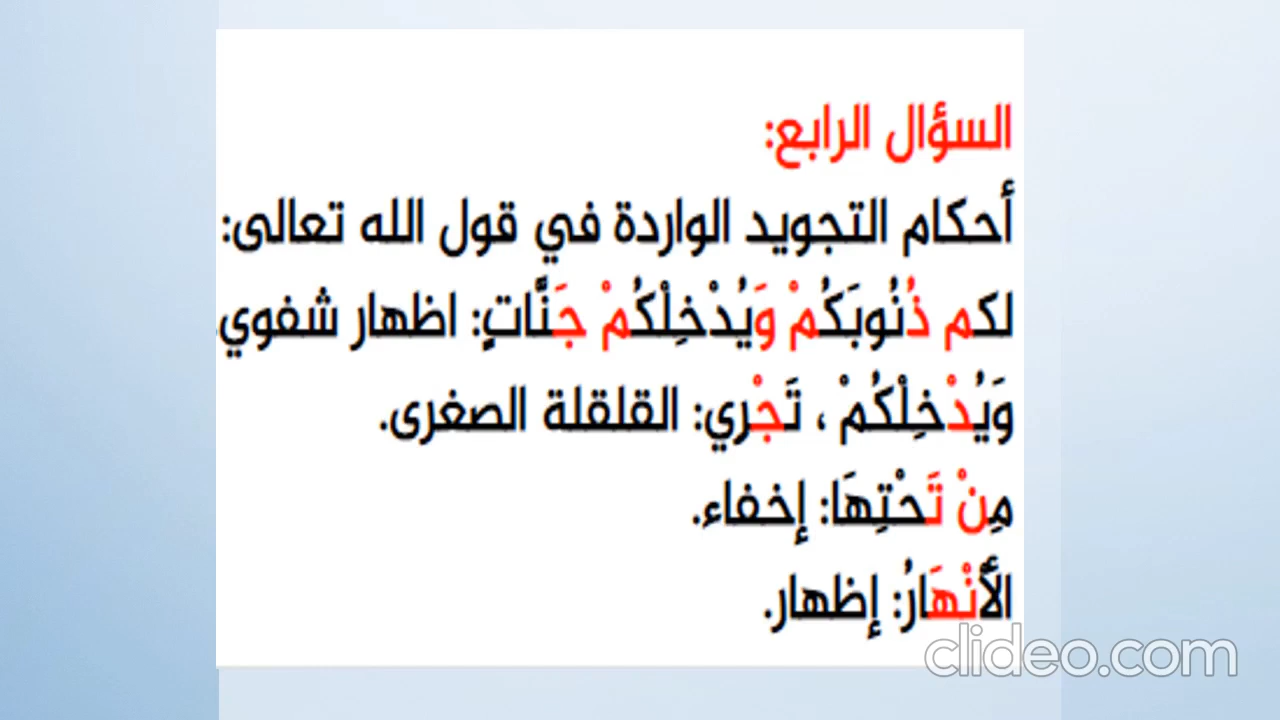 السؤال الرابع:
أحكام التجويد الواردة في قول الله تعالى:
لكم ذُنُوبَكُمْ وَيُدْخِلْكُمْ جَنَّاتٍ: اظهار شفوي.
وَيُدْخِلْكُمْ ، تَجْري: القلقلة الصغرى.
مِنْ تَحْتِهَا: إخفاء.
الأَنْهَارُ: إظهار.
clideo.com